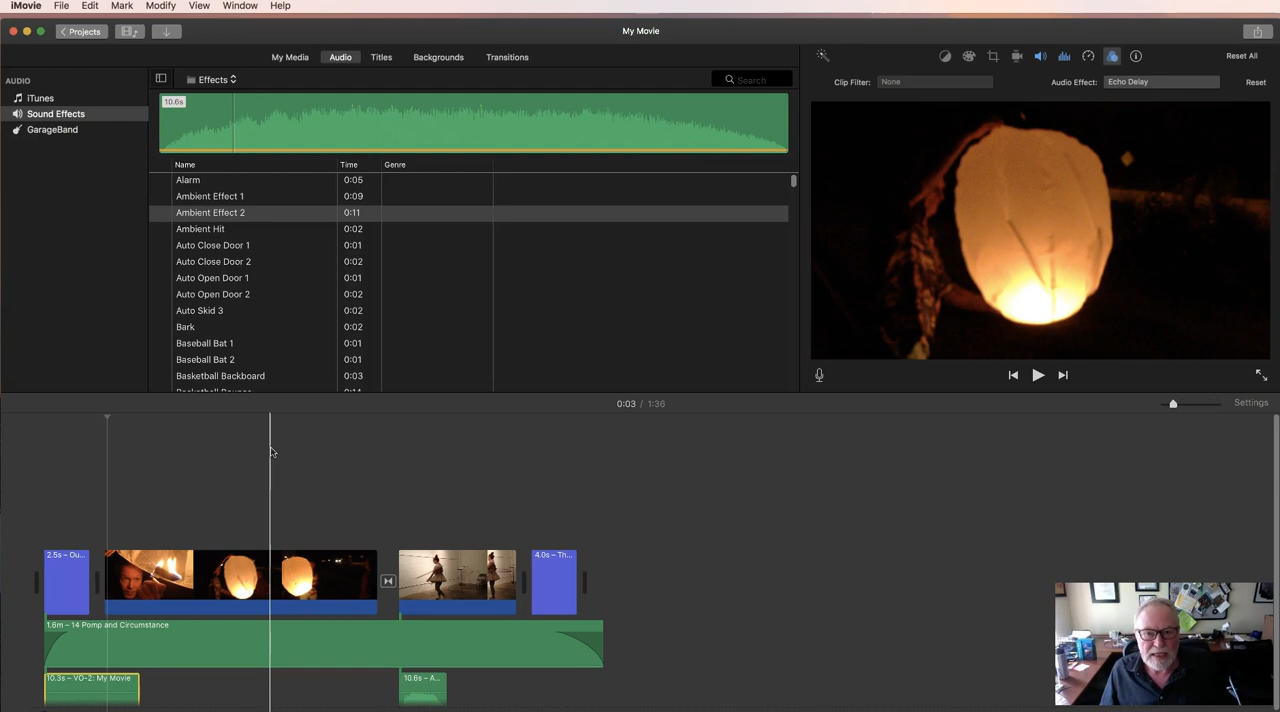 iMovie File Edit Mark Modify View Window Help
Projects My Movie
My Media Audio Titles Backgrounds Transitions Reset All
AUDIO Effects Search Clip Filter: None Audio Effect: Echo Delay Reset
iTunes
Sound Effects
GarageBand
10.6s
Name Time Genre
Alarm 0:05
Ambient Effect 1 0:09
Ambient Effect 2 0:11
Ambient Hit 0:02
Auto Close Door 1 0:01
Auto Close Door 2 0:02
Auto Open Door 1 0:01
Auto Open Door 2 0:02
Auto Skid 3 0:02
Bark 0:02
Baseball Bat 1 0:01
Baseball Bat 2 0:01
Basketball Backboard 0:03
0:03 / 1:36 Settings
2.5s – Ou... 4.0s – Th...
1.6m – 14 Pomp and Circumstance
10.3s – VO-2: My Movie 10.6s – A...